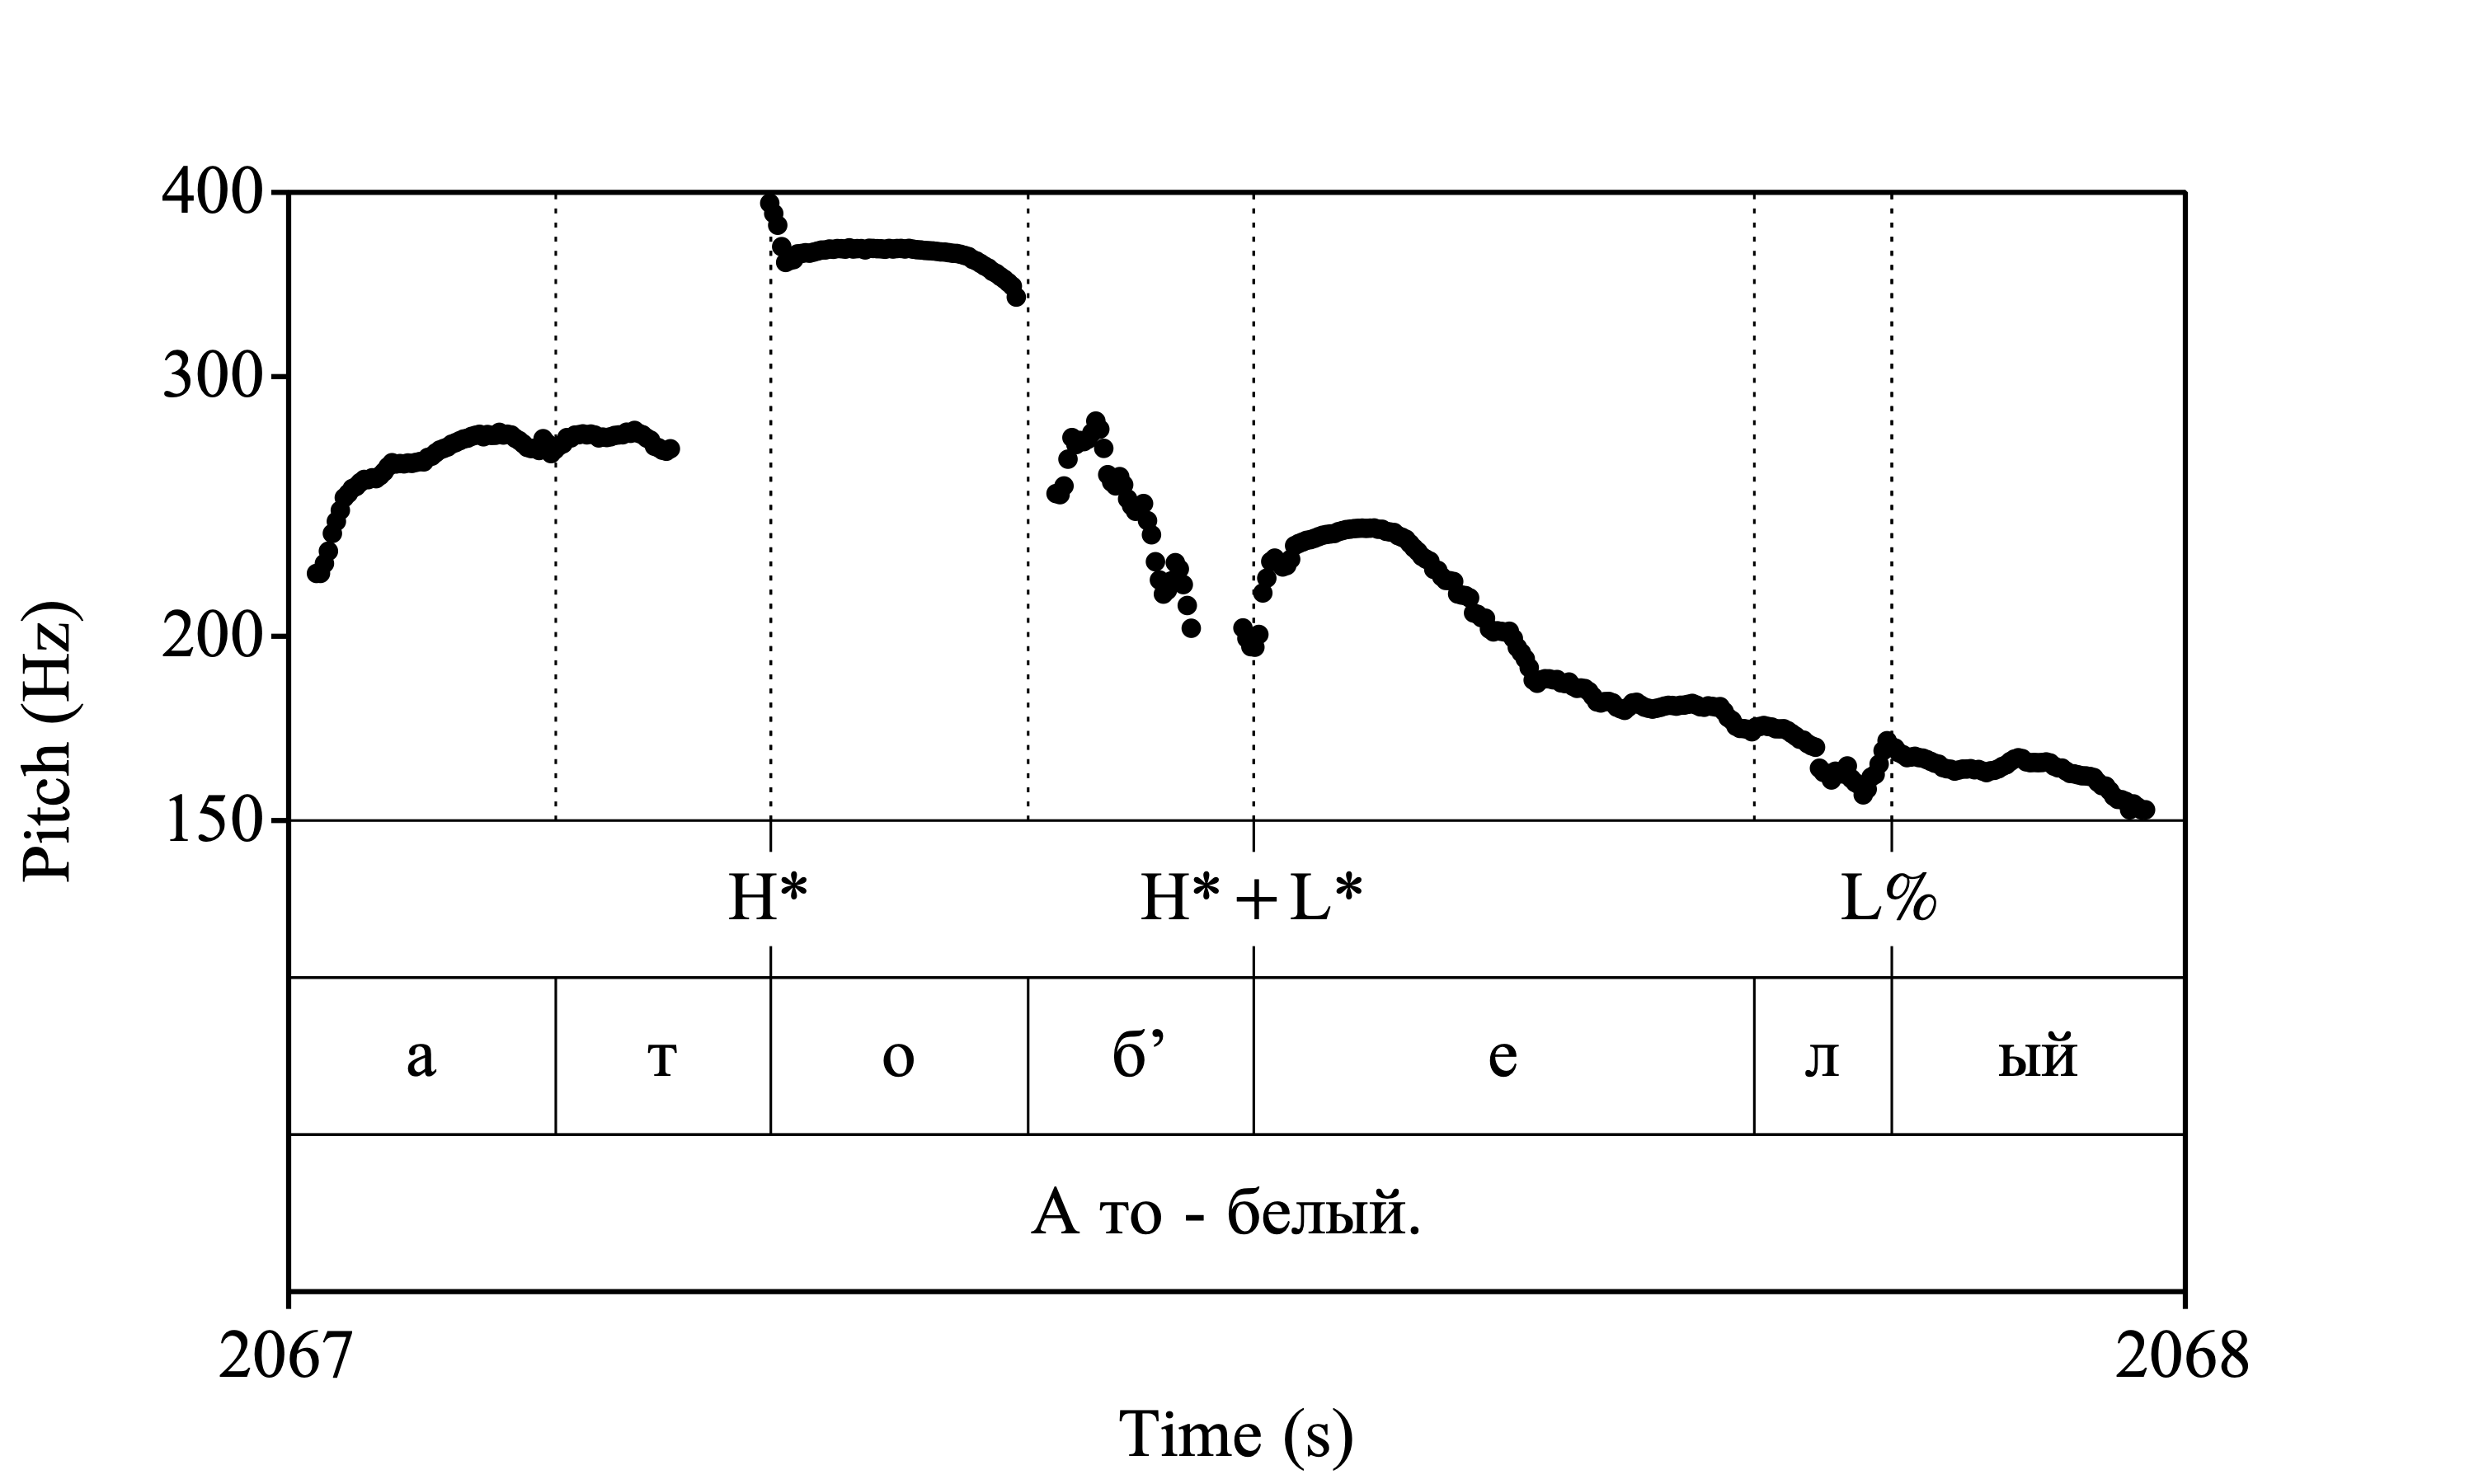 400
300
200
150
Pitch (Hz)
H* H*+L* L%
а т о б’ е л ый
А то - белый.
2067 2068
Time (s)